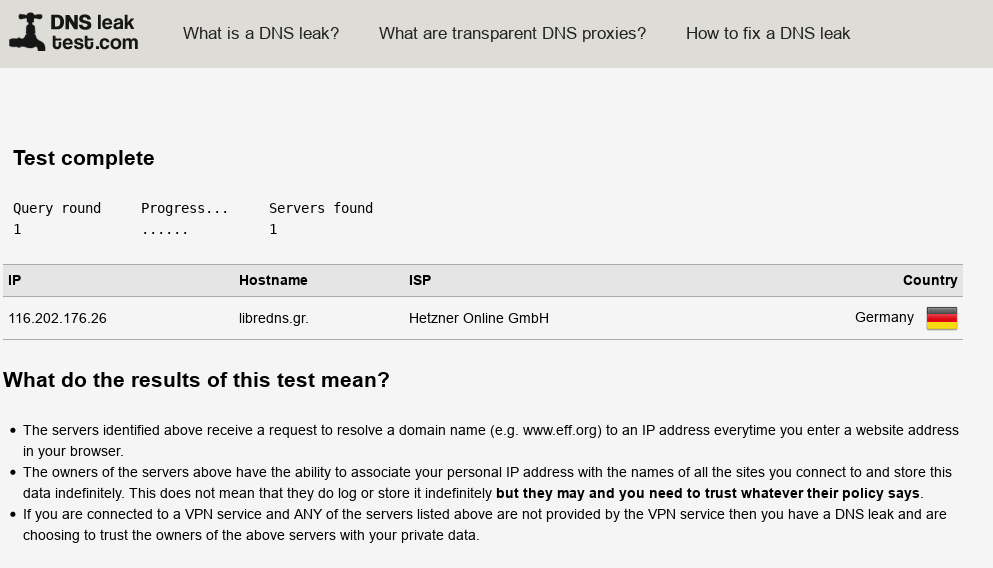 DNS leak
test.com
What is a DNS leak? What are transparent DNS proxies? How to fix a DNS leak
Test complete
Query round Progress... Servers found
1 ...... 1
IP Hostname ISP Country
116.202.176.26 libredns.gr. Hetzner Online GmbH Germany
What do the results of this test mean?
• The servers identified above receive a request to resolve a domain name (e.g. www.eff.org) to an IP address everytime you enter a website address
in your browser.
• The owners of the servers above have the ability to associate your personal IP address with the names of all the sites you connect to and store this
data indefinitely. This does not mean that they do log or store it indefinitely but they may and you need to trust whatever their policy says.
• If you are connected to a VPN service and ANY of the servers listed above are not provided by the VPN service then you have a DNS leak and are
choosing to trust the owners of the above servers with your private data.